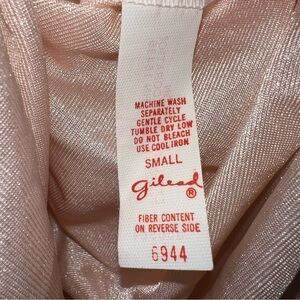 MACHINE WASH
SEPARATELY
GENTLE CYCLE
TUMBLE DRY LOW
DO NOT BLEACH
USE COOL IRON
SMALL
gilead®
FIBER CONTENT
ON REVERSE SIDE
6944